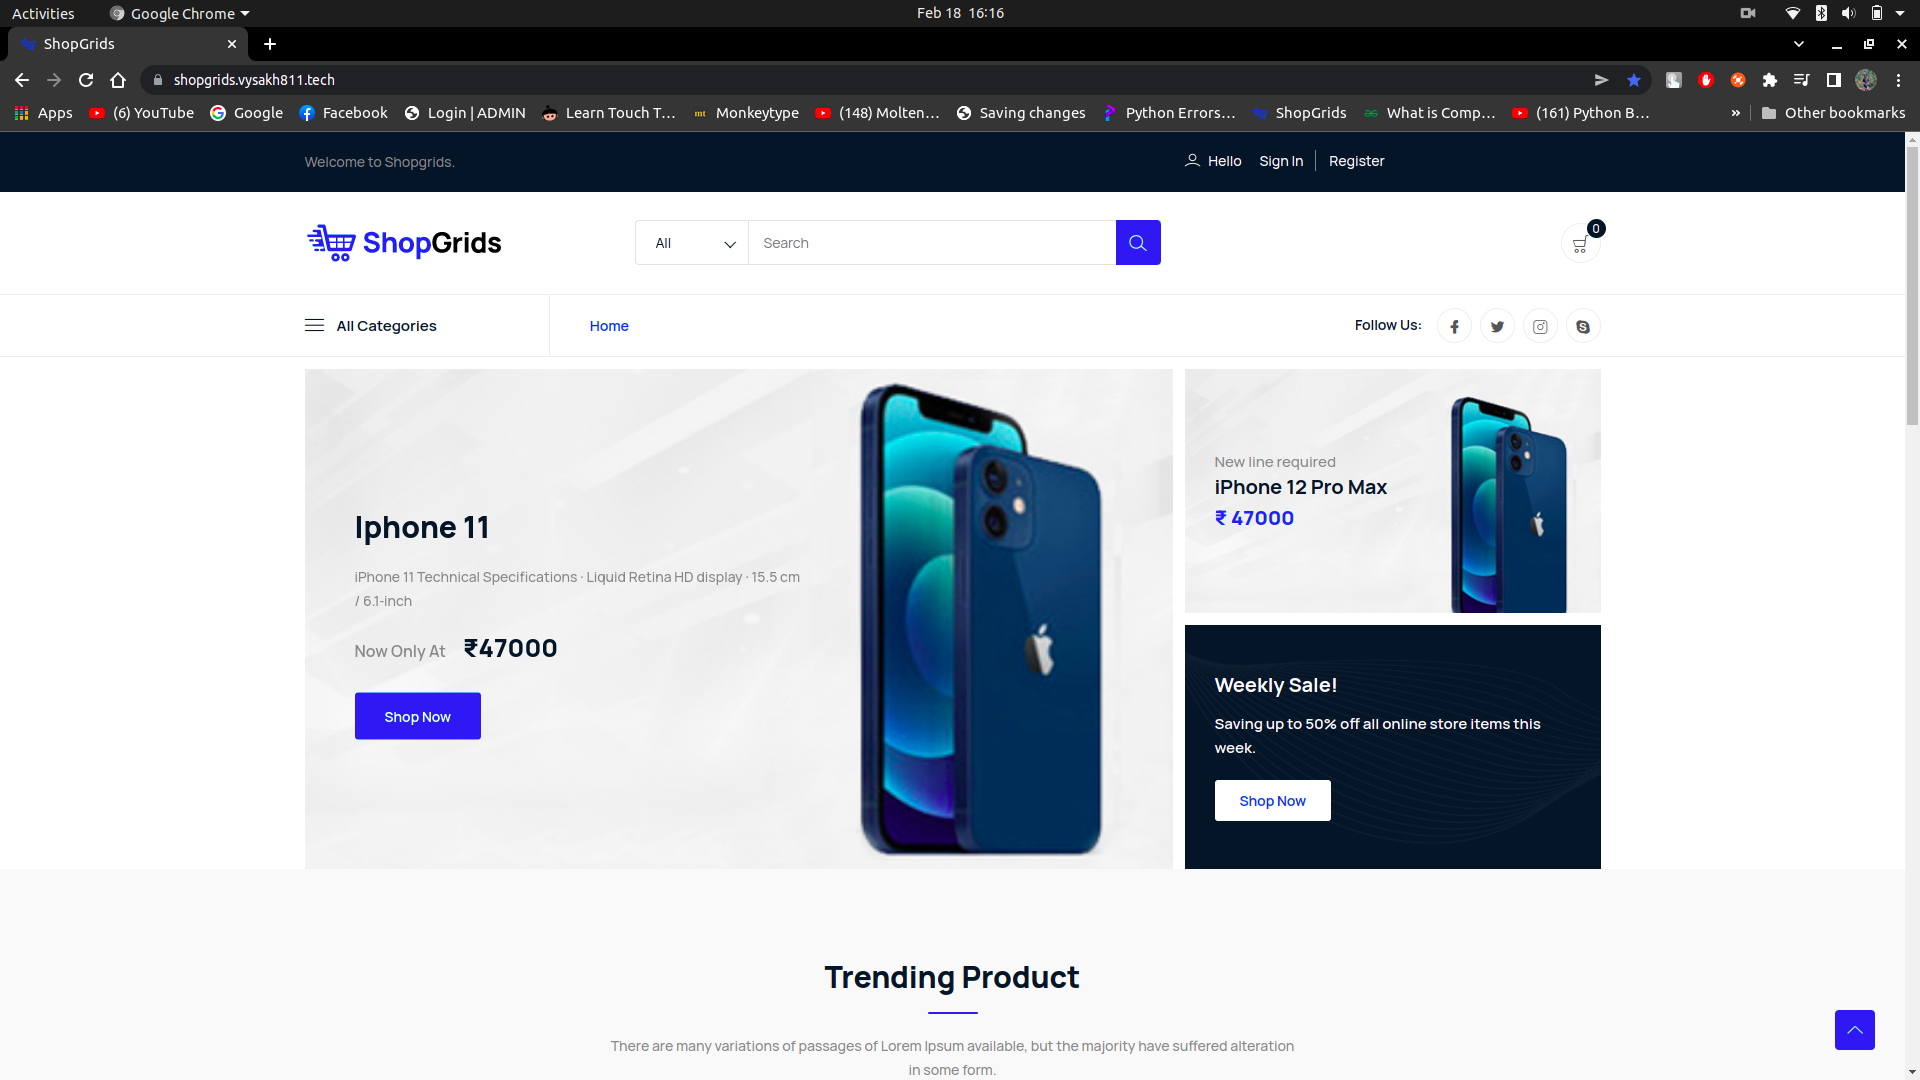 Activities
Google Chrome
Feb 18 16:16
ShopGrids
shopgrids.vysakh811.tech
Apps
(6) YouTube
Google
Facebook
Login | ADMIN
Learn Touch T...
mt
Monkeytype
(148) Molten...
Saving changes
Python Errors...
ShopGrids
What is Comp...
(161) Python B...
»
Other bookmarks
Welcome to Shopgrids.
Hello
Sign In
Register
ShopGrids
All
Search
0
All Categories
Home
Follow Us:
Iphone 11
iPhone 11 Technical Specifications · Liquid Retina HD display · 15.5 cm
/ 6.1-inch
Now Only At ₹47000
Shop Now
New line required
iPhone 12 Pro Max
₹ 47000
Weekly Sale!
Saving up to 50% off all online store items this
week.
Shop Now
Trending Product
There are many variations of passages of Lorem Ipsum available, but the majority have suffered alteration
in some form.